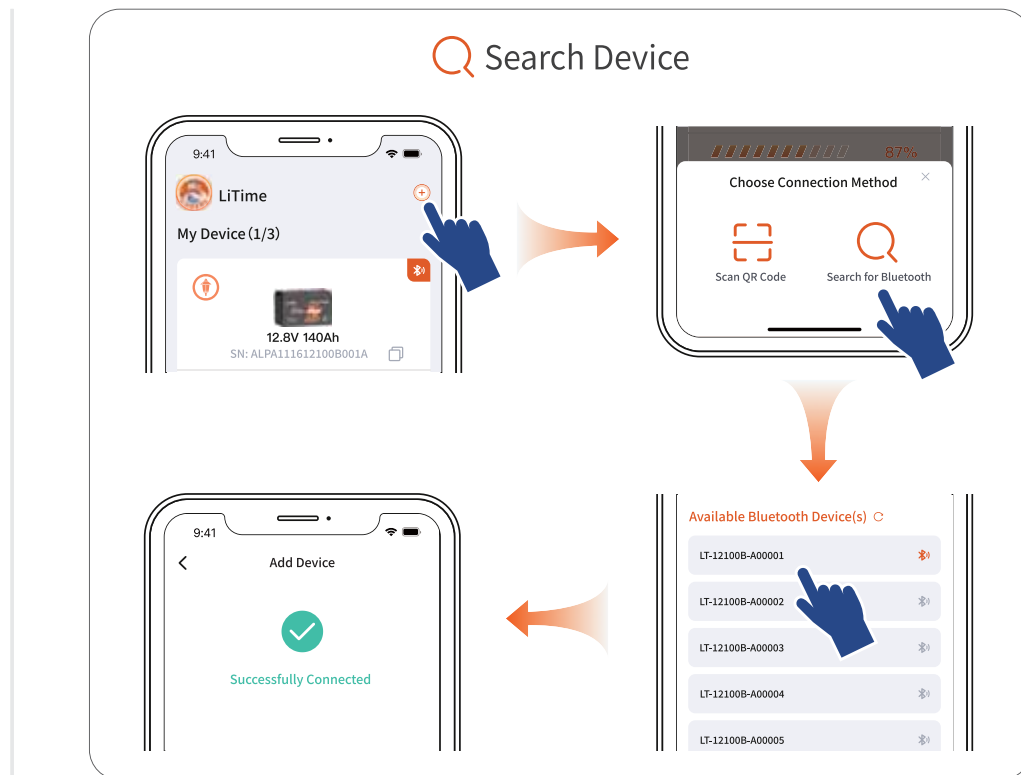 Search Device
9:41
LiTime
My Device (1/3)
12.8V 140Ah
SN: ALPA111612100B001A
87%
Choose Connection Method
Scan QR Code
Search for Bluetooth
Available Bluetooth Device(s)
LT-12100B-A00001
LT-12100B-A00002
LT-12100B-A00003
LT-12100B-A00004
LT-12100B-A00005
9:41
Add Device
Successfully Connected